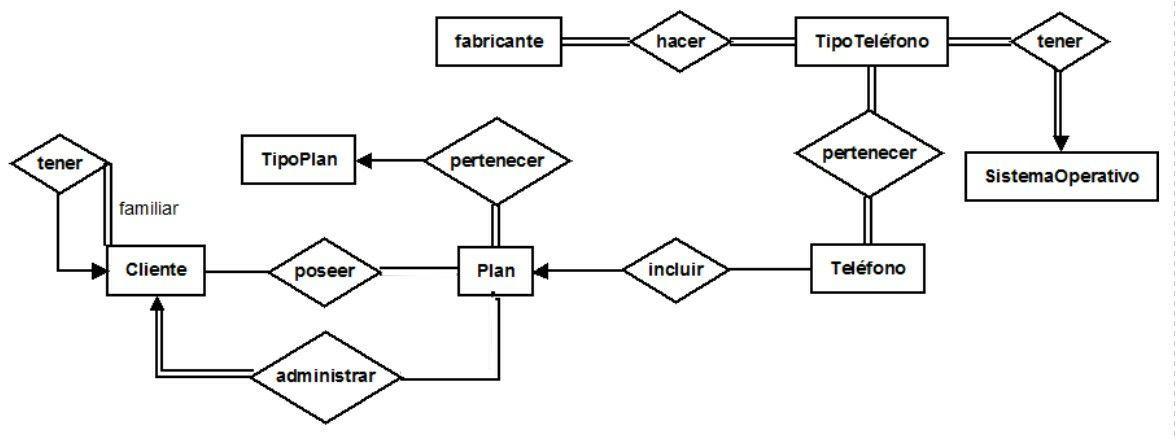 fabricante
hacer
TipoTeléfono
tener
tener
TipoPlan
pertenecer
pertenecer
SistemaOperativo
familiar
Cliente
poseer
Plan
incluir
Teléfono
administrar